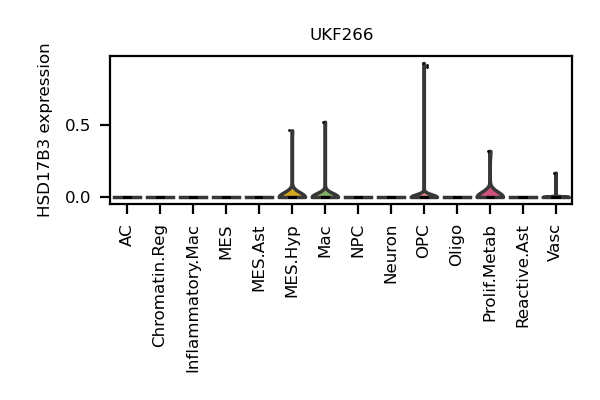 UKF266
HSD17B3 expression
0.5
0.0
AC
Chromatin.Reg
Inflammatory.Mac
MES
MES.Ast
MES.Hyp
Mac
NPC
Neuron
OPC
Oligo
Prolif.Metab
Reactive.Ast
Vasc